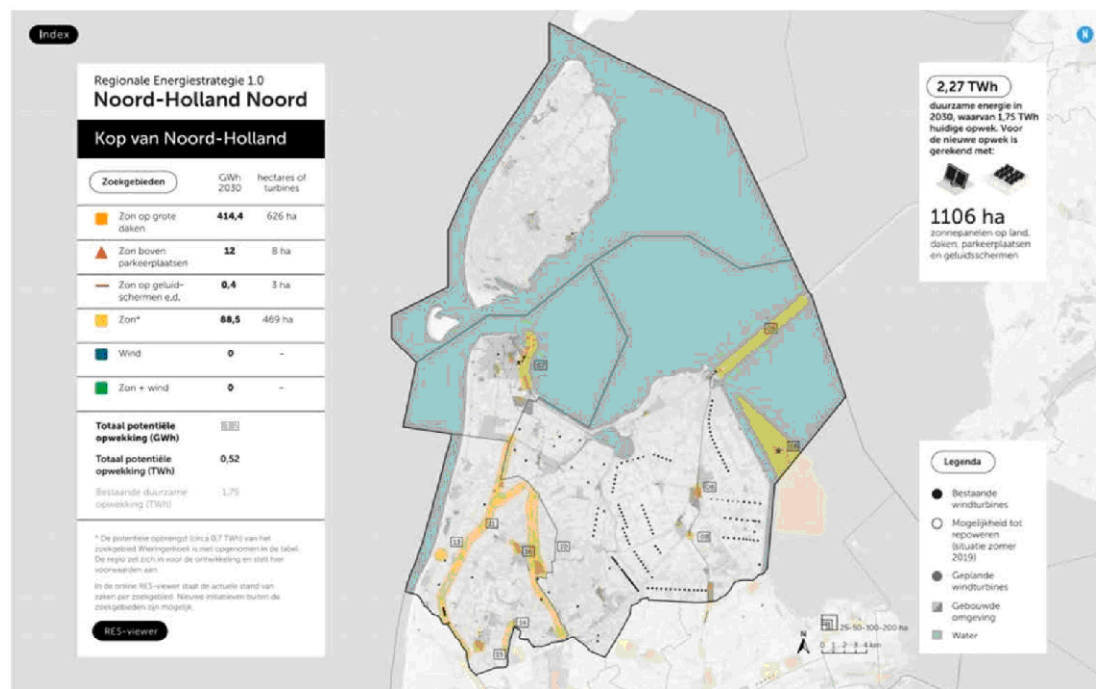 Index
Regionale Energiestrategie 1.0
Noord-Holland Noord
Kop van Noord-Holland
Zoekgebieden
GWh
2030
hectares of
turbines
Zon op grote
daken
414,4
626 ha
Zon boven
parkeerplaatsen
12
8 ha
Zon op geluid-
schermen e.d.
0,4
3 ha
Zon*
88,5
469 ha
Wind
0
-
Zon + wind
0
-
Totaal potentiële
opwekking (GWh)
Totaal potentiële
opwekking (TWh)
0,52
Bestaande duurzame
opwekking (TWh)
1,75
* De potentiële opbrengst (circa 0,7 TWh) van het
zoekgebied Wieringerhoek is niet opgenomen in de tabel.
De regio zet zich in voor de ontwikkeling en stelt hier
voorwaarden aan.
In de online RES-viewer staat de actuele stand van
zaken per zoekgebied. Nieuwe initiatieven buiten de
zoekgebieden zijn mogelijk.
RES-viewer
N
2,27 TWh
duurzame energie in
2030, waarvan 1,75 TWh
huidige opwek. Voor
de nieuwe opwek is
gerekend met:
1106 ha
zonnepanelen op land,
daken, parkeerplaatsen
en geluidsschermen
07
08
08
11
13
16
15
25-50-100-200 ha
N
0 1 2 3 4 km
Legenda
Bestaande
windturbines
Mogelijkheid tot
repoweren
(situatie zomer
2019)
Geplande
windturbines
Gebouwde
omgeving
Water